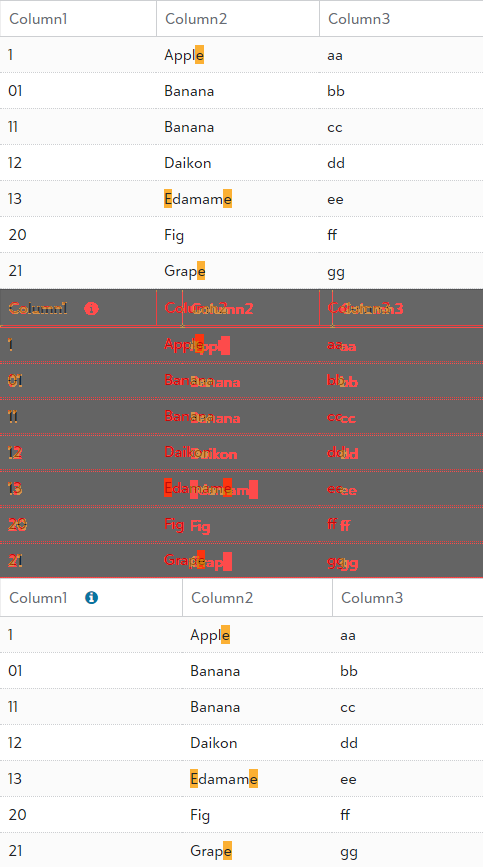 Column1 Column2 Column3
1 Apple aa
01 Banana bb
11 Banana cc
12 Daikon dd
13 Edamame ee
20 Fig ff
21 Grape gg
Column1 Column2 Column3
1 Apple aa
01 Banana bb
11 Banana cc
12 Daikon dd
13 Edamame ee
20 Fig ff
21 Grape gg
Column1 Column2 Column3
1 Apple aa
01 Banana bb
11 Banana cc
12 Daikon dd
13 Edamame ee
20 Fig ff
21 Grape gg